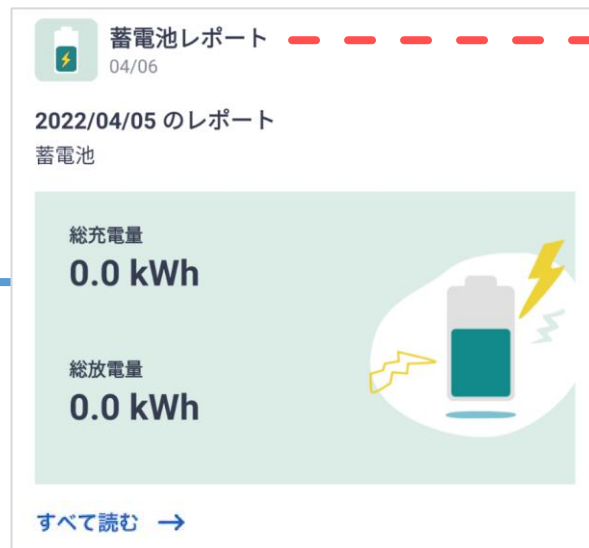 蓄電池レポート
04/06
2022/04/05 のレポート
蓄電池
総充電量
0.0 kWh
総放電量
0.0 kWh
すべて読む →